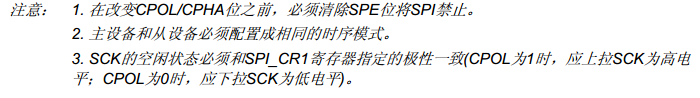 注意： 1. 在改变CPOL/CPHA位之前，必须清除SPE位将SPI禁止。
2. 主设备和从设备必须配置成相同的时序模式。
3. SCK的空闲状态必须和SPI_CR1寄存器指定的极性一致(CPOL为1时，应上拉SCK为高电
平；CPOL为0时，应下拉SCK为低电平)。